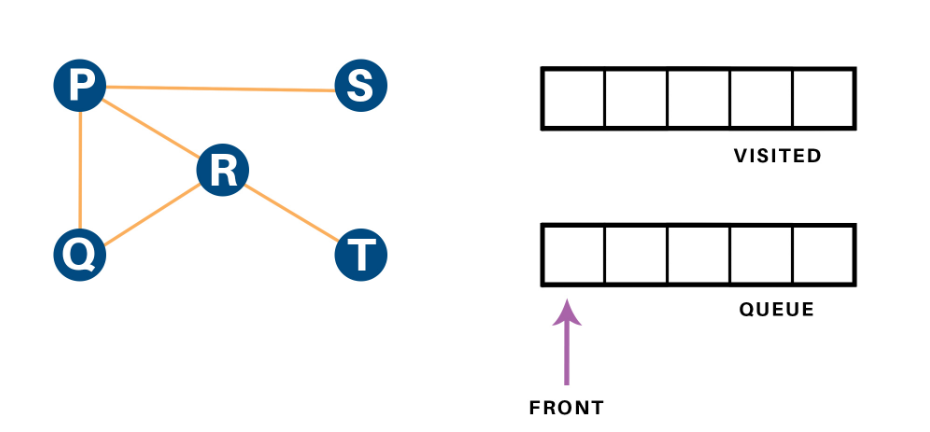 P
S
R
Q
T
VISITED
QUEUE
FRONT